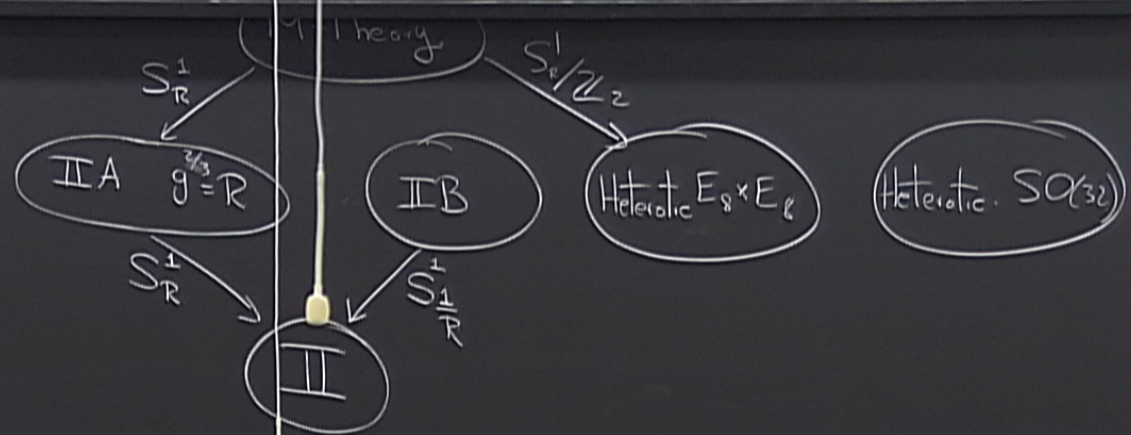 M-Theory
S¹_R
S¹_R/ℤ₂
IIA g^{2/3}=R
IIB
Heterotic E₈×E₈
Heterotic. SO(32)
S¹_R
S¹_{1/R}
II